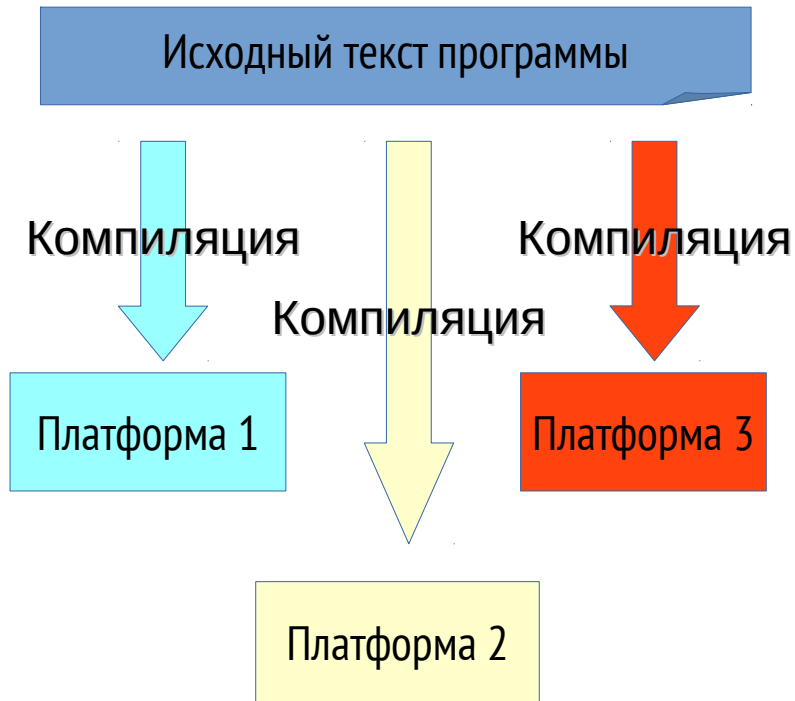 Исходный текст программы
Компиляция
Компиляция
Компиляция
Платформа 1
Платформа 3
Платформа 2